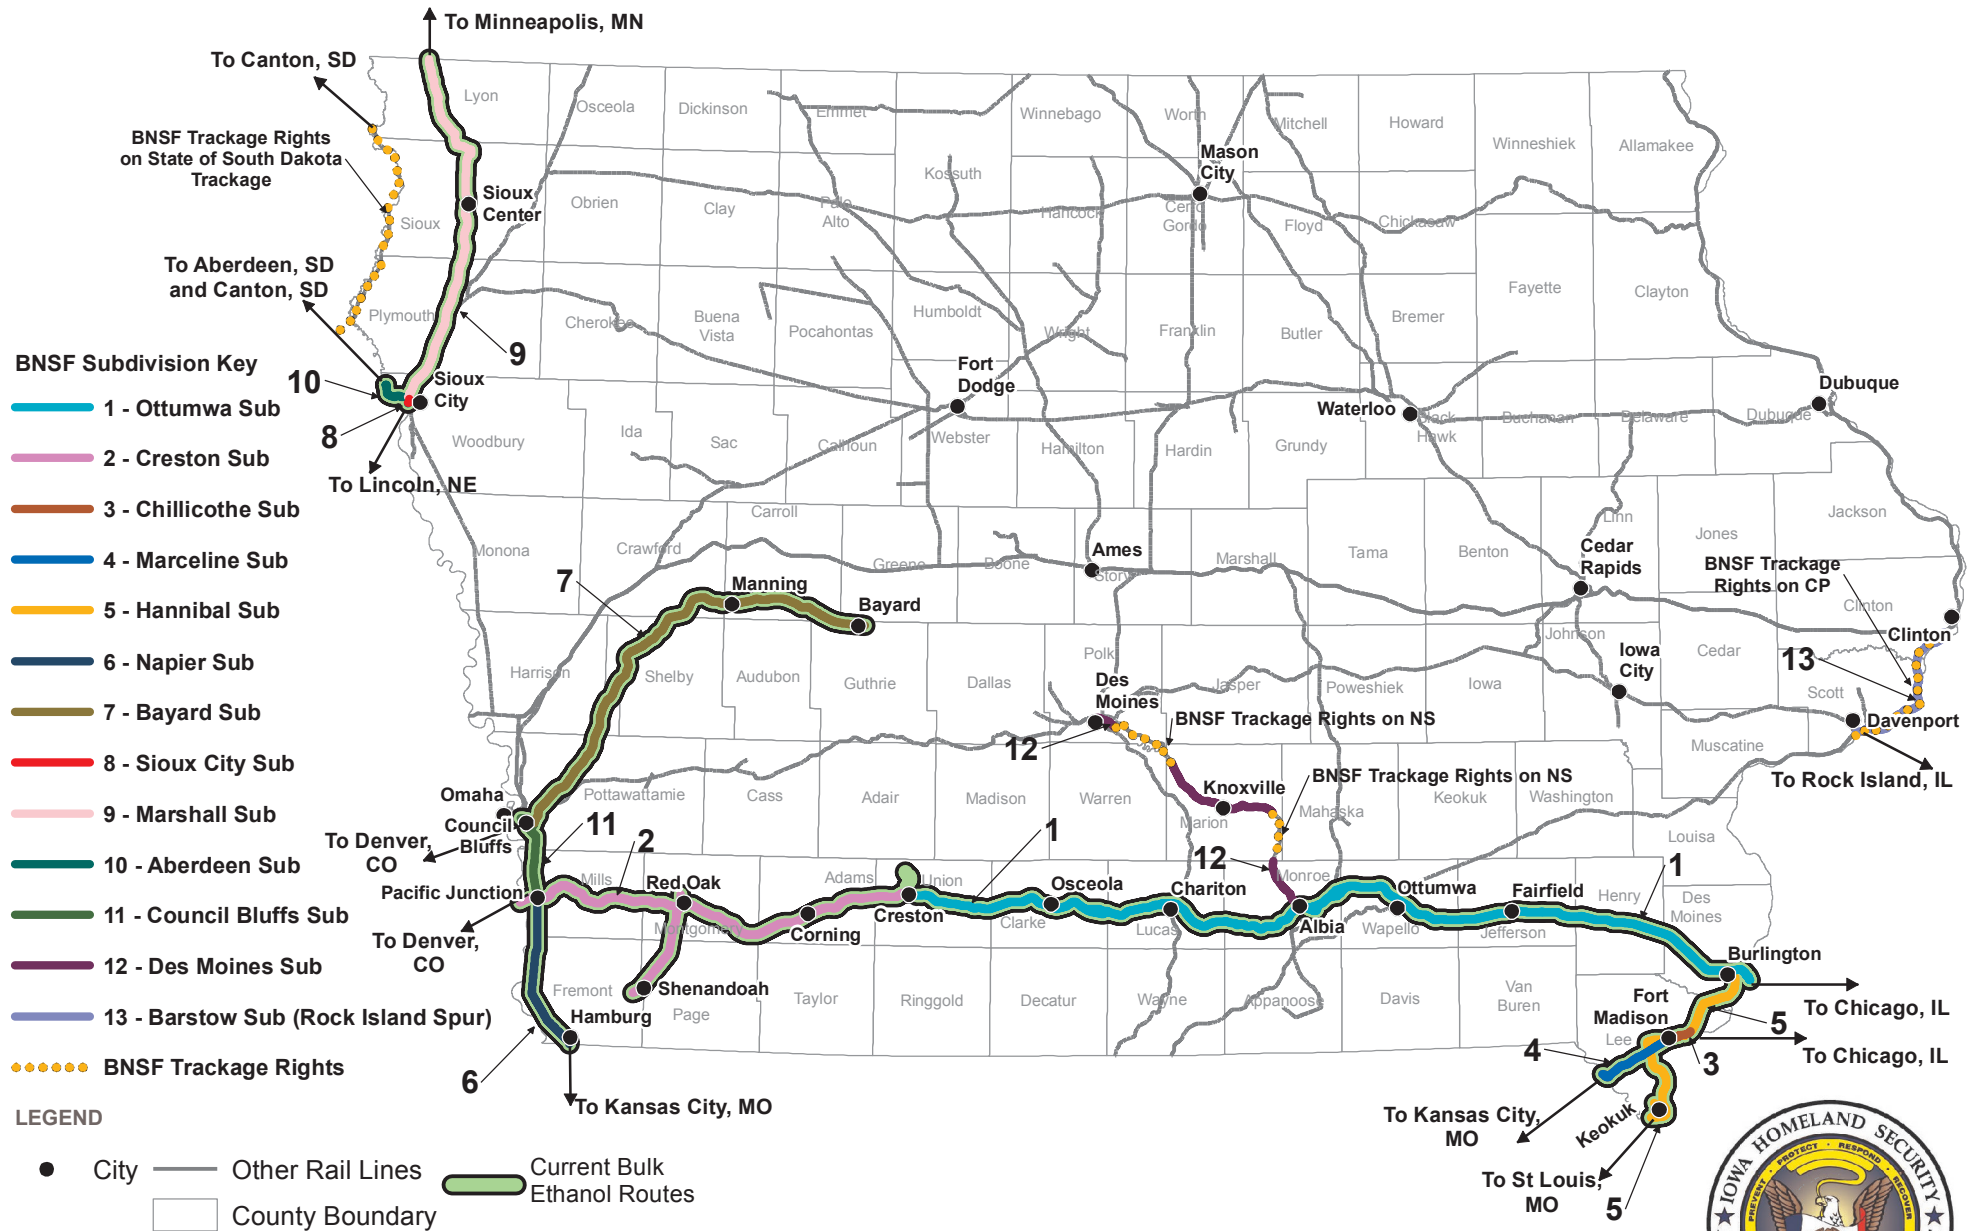 To Minneapolis, MN
To Canton, SD
BNSF Trackage Rights
on State of South Dakota
Trackage
To Aberdeen, SD
and Canton, SD
Lyon
Osceola
Dickinson
Emmet
Winnebago
Worth
Mitchell
Howard
Winneshiek
Allamakee
Kossuth
Mason
City
Sioux
Center
Sioux
Obrien
Clay
Palo
Alto
Hancock
Cerro
Gordo
Floyd
Chickasaw
Plymouth
Cherokee
Buena
Vista
Pocahontas
Humboldt
Wright
Franklin
Butler
Bremer
Fayette
Clayton
9
10
8
Sioux
City
To Lincoln, NE
Woodbury
Ida
Sac
Calhoun
Fort
Dodge
Webster
Hamilton
Hardin
Grundy
Waterloo
Black
Hawk
Buchanan
Delaware
Dubuque
Dubuque
BNSF Subdivision Key
1 - Ottumwa Sub
2 - Creston Sub
3 - Chillicothe Sub
4 - Marceline Sub
5 - Hannibal Sub
6 - Napier Sub
7 - Bayard Sub
8 - Sioux City Sub
9 - Marshall Sub
10 - Aberdeen Sub
11 - Council Bluffs Sub
12 - Des Moines Sub
13 - Barstow Sub (Rock Island Spur)
BNSF Trackage Rights
Monona
Crawford
Carroll
Greene
Boone
Ames
Story
Marshall
Tama
Benton
Linn
Cedar
Rapids
Jones
Jackson
BNSF Trackage
Rights on CP
Clinton
Clinton
7
Manning
Bayard
Harrison
Shelby
Audubon
Guthrie
Dallas
Polk
Des
Moines
Jasper
Poweshiek
Iowa
Johnson
Iowa
City
Cedar
13
Scott
Davenport
Muscatine
To Rock Island, IL
12
BNSF Trackage Rights on NS
Knoxville
BNSF Trackage Rights on NS
Omaha
Council
Bluffs
To Denver,
CO
11
Pottawattamie
Cass
Adair
Madison
Warren
Marion
Mahaska
Keokuk
Washington
Louisa
2
1
12
1
Pacific Junction
To Denver,
CO
Mills
Red Oak
Montgomery
Adams
Corning
Union
Creston
Osceola
Clarke
Chariton
Lucas
Monroe
Albia
Ottumwa
Wapello
Fairfield
Jefferson
Henry
Des
Moines
Burlington
To Chicago, IL
Fremont
Shenandoah
Page
Hamburg
Taylor
Ringgold
Decatur
Wayne
Appanoose
Davis
Van
Buren
Fort
Madison
Lee
5
To Chicago, IL
3
4
6
To Kansas City, MO
To Kansas City,
MO
Keokuk
To St Louis,
MO
5
LEGEND
City
Other Rail Lines
Current Bulk
Ethanol Routes
County Boundary
IOWA HOMELAND SECURITY
PREVENT · PROTECT · RESPOND · RECOVER